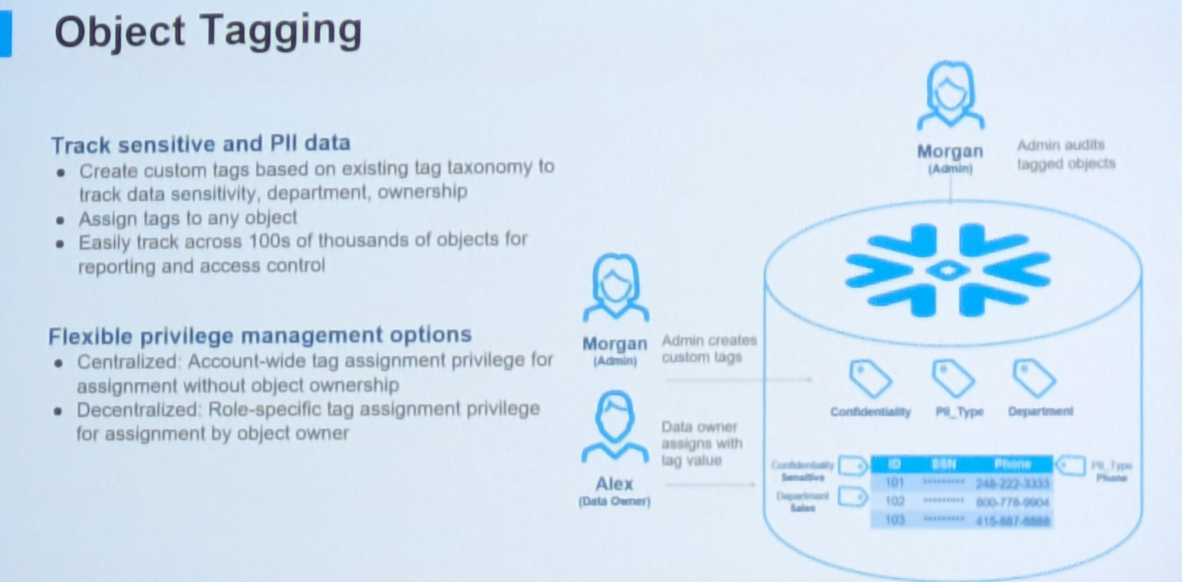 Object Tagging
Track sensitive and PII data
● Create custom tags based on existing tag taxonomy to
track data sensitivity, department, ownership
● Assign tags to any object
● Easily track across 100s of thousands of objects for
reporting and access control
Flexible privilege management options
● Centralized: Account-wide tag assignment privilege for
assignment without object ownership
● Decentralized: Role-specific tag assignment privilege
for assignment by object owner
Morgan
(Admin)
Admin audits
tagged objects
Morgan
(Admin)
Admin creates
custom tags
Alex
(Data Owner)
Data owner
assigns with
tag value
Confidentiality PII_Type Department
Confidentiality
Sensitive
Department
Sales
ID SSN Phone
101 ********* 248-222-3333
102 ********* 800-778-9904
103 ********* 415-887-8888
PII_Type
Phone